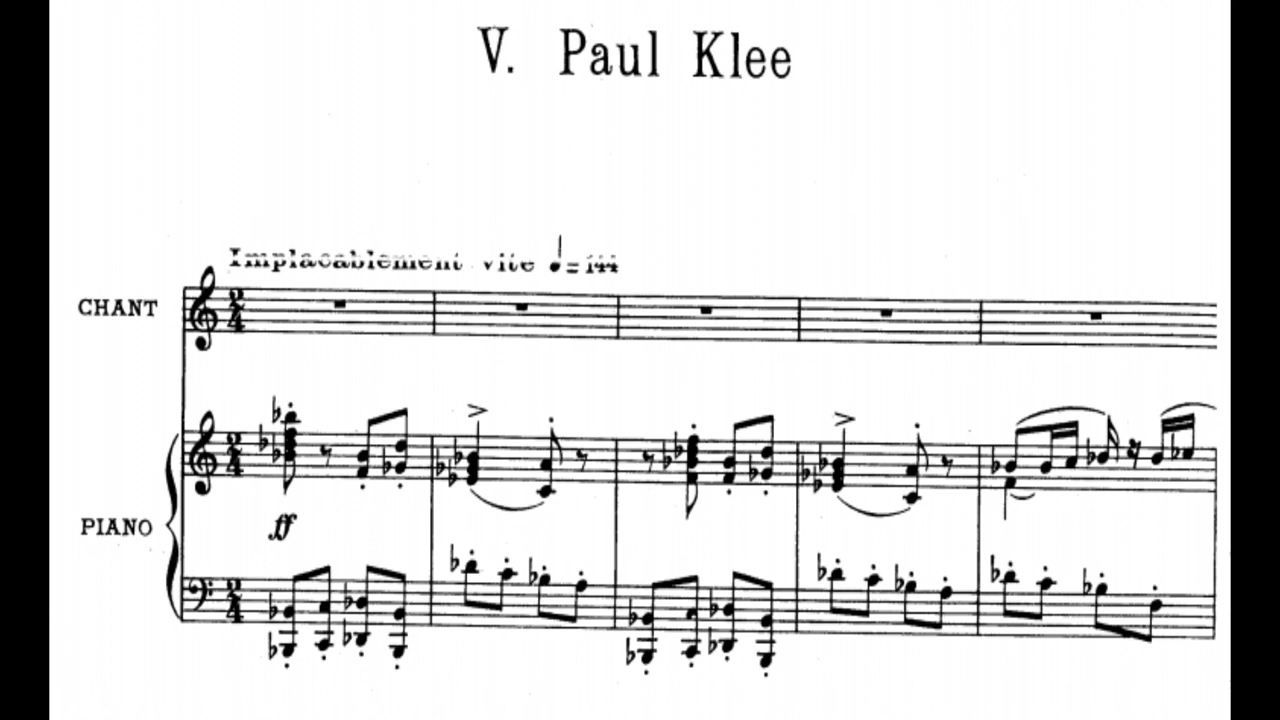 V. Paul Klee
Implacablement vite ♩=144
CHANT
PIANO
ff